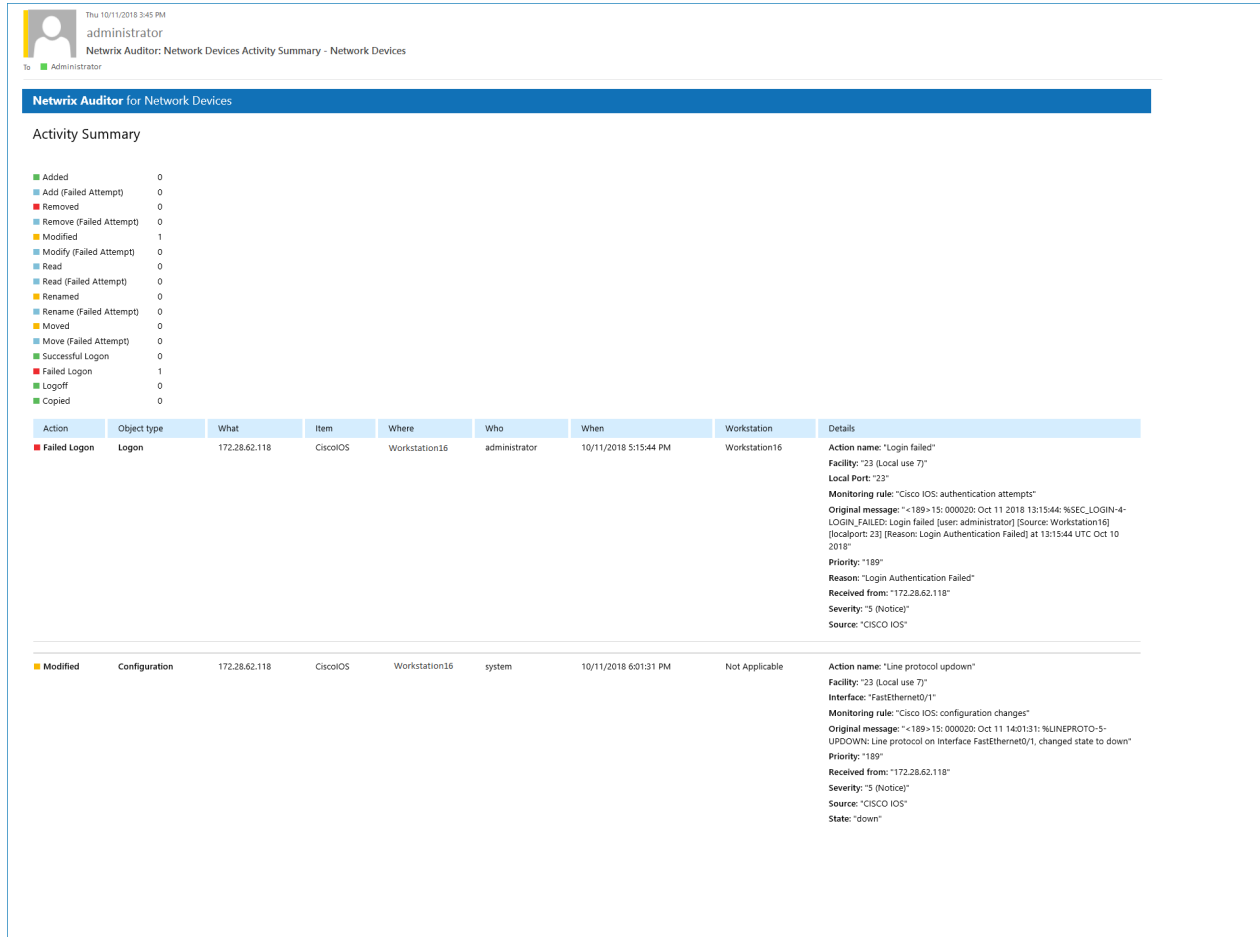 Thu 10/11/2018 3:45 PM
administrator
Netwrix Auditor: Network Devices Activity Summary - Network Devices
To Administrator
Netwrix Auditor for Network Devices
Activity Summary
Added 0
Add (Failed Attempt) 0
Removed 0
Remove (Failed Attempt) 0
Modified 1
Modify (Failed Attempt) 0
Read 0
Read (Failed Attempt) 0
Renamed 0
Rename (Failed Attempt) 0
Moved 0
Move (Failed Attempt) 0
Successful Logon 0
Failed Logon 1
Logoff 0
Copied 0
Action Object type What Item Where Who When Workstation Details
Failed Logon Logon 172.28.62.118 CiscoIOS Workstation16 administrator 10/11/2018 5:15:44 PM Workstation16 Action name: "Login failed"
Facility: "23 (Local use 7)"
Local Port: "23"
Monitoring rule: "Cisco IOS: authentication attempts"
Original message: "<189>15: 000020: Oct 11 2018 13:15:44: %SEC_LOGIN-4-
LOGIN_FAILED: Login failed [user: administrator] [Source: Workstation16]
[localport: 23] [Reason: Login Authentication Failed] at 13:15:44 UTC Oct 10
2018"
Priority: "189"
Reason: "Login Authentication Failed"
Received from: "172.28.62.118"
Severity: "5 (Notice)"
Source: "CISCO IOS"
Modified Configuration 172.28.62.118 CiscoIOS Workstation16 system 10/11/2018 6:01:31 PM Not Applicable Action name: "Line protocol updown"
Facility: "23 (Local use 7)"
Interface: "FastEthernet0/1"
Monitoring rule: "Cisco IOS: configuration changes"
Original message: "<189>15: 000020: Oct 11 14:01:31: %LINEPROTO-5-
UPDOWN: Line protocol on Interface FastEthernet0/1, changed state to down"
Priority: "189"
Received from: "172.28.62.118"
Severity: "5 (Notice)"
Source: "CISCO IOS"
State: "down"